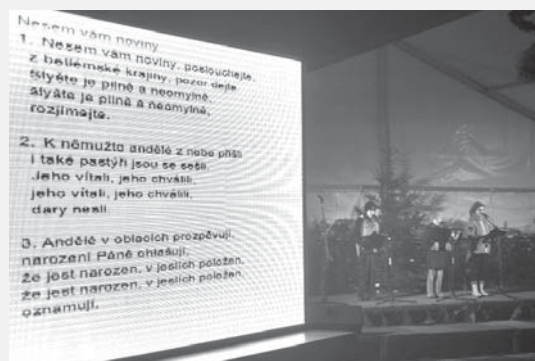 Nesem vám noviny
1. Nesem vám noviny, poslouchejte,
z betlémské krajiny, pozor dejte.
Slyšte je pilně a neomylně,
slyšte je pilně a neomylně,
rozjímejte.
2. K němužto andělé z nebe přišli
i také pastýři jsou se sešli.
Jeho vítali, jeho chválili,
jeho vítali, jeho chválili,
dary nesli.
3. Andělé v oblacích prozpěvují,
narození Páně ohlašují,
že jest narozen, v jeslích položen,
že jest narozen, v jeslích položen,
oznamují.